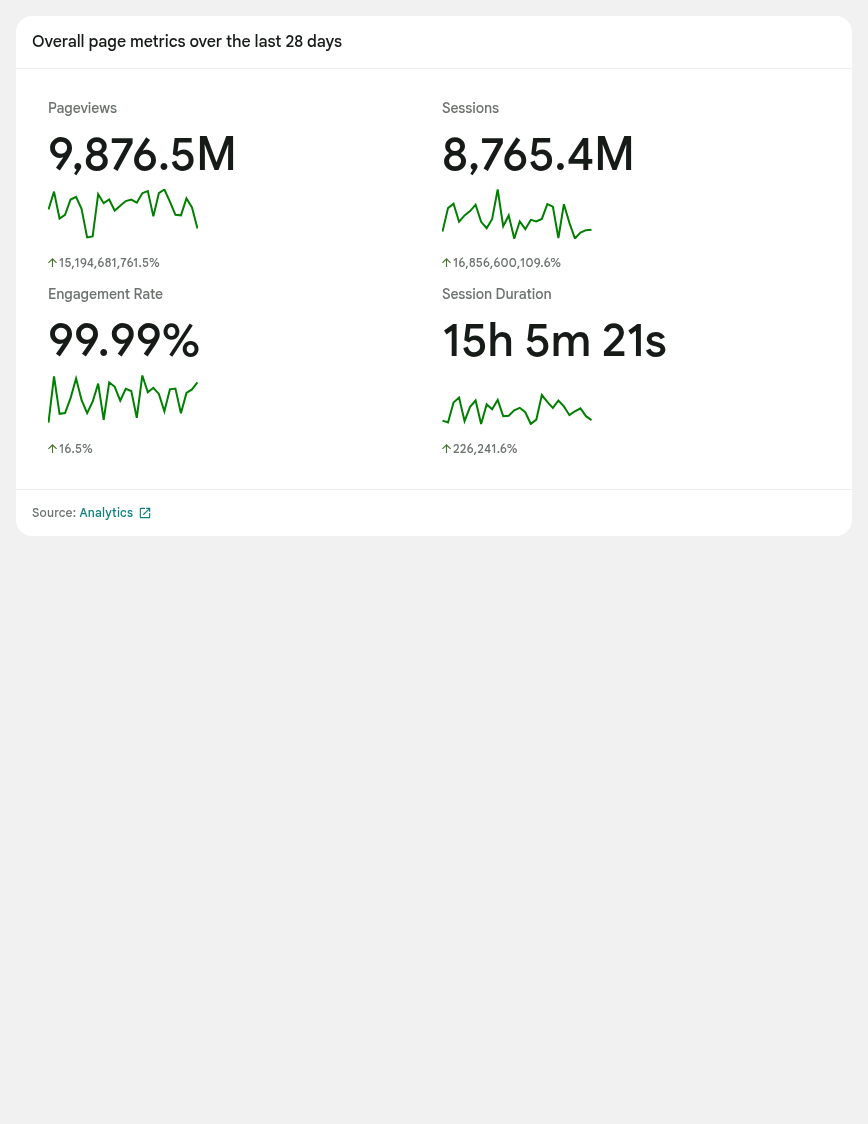 Overall page metrics over the last 28 days
Pageviews
9,876.5M
↑15,194,681,761.5%
Sessions
8,765.4M
↑16,856,600,109.6%
Engagement Rate
99.99%
↑16.5%
Session Duration
15h 5m 21s
↑226,241.6%
Source: Analytics